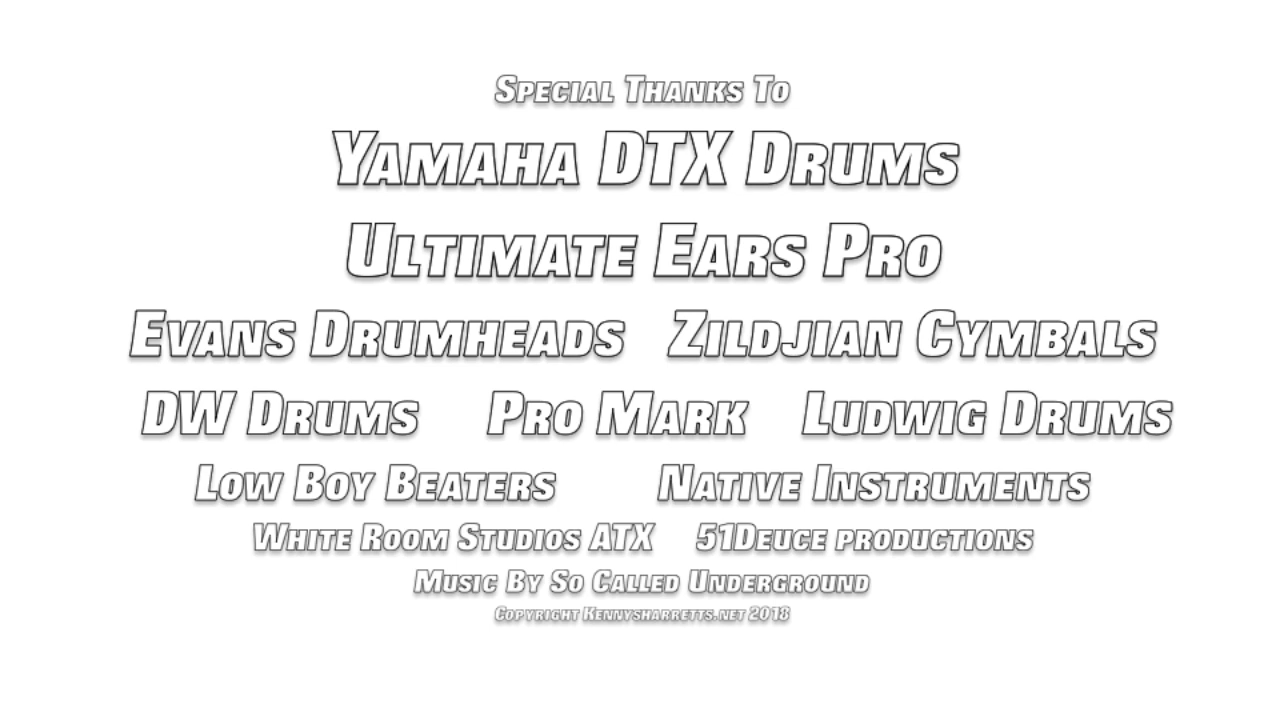 Special Thanks To
Yamaha DTX Drums
Ultimate Ears Pro
Evans Drumheads Zildjian Cymbals
DW Drums Pro Mark Ludwig Drums
Low Boy Beaters Native Instruments
White Room Studios ATX 51Deuce productions
Music By So Called Underground
Copyright Kennysharretts.net 2018